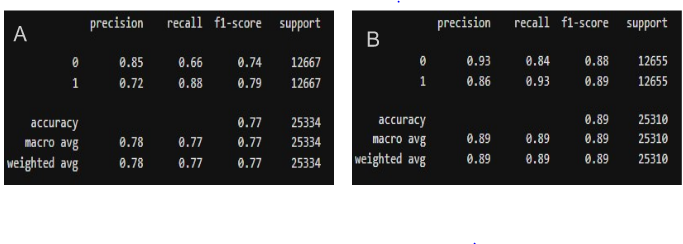 A
precision recall f1-score support
0 0.85 0.66 0.74 12667
1 0.72 0.88 0.79 12667
accuracy 0.77 25334
macro avg 0.78 0.77 0.77 25334
weighted avg 0.78 0.77 0.77 25334
B
precision recall f1-score support
0 0.93 0.84 0.88 12655
1 0.86 0.93 0.89 12655
accuracy 0.89 25310
macro avg 0.89 0.89 0.89 25310
weighted avg 0.89 0.89 0.89 25310